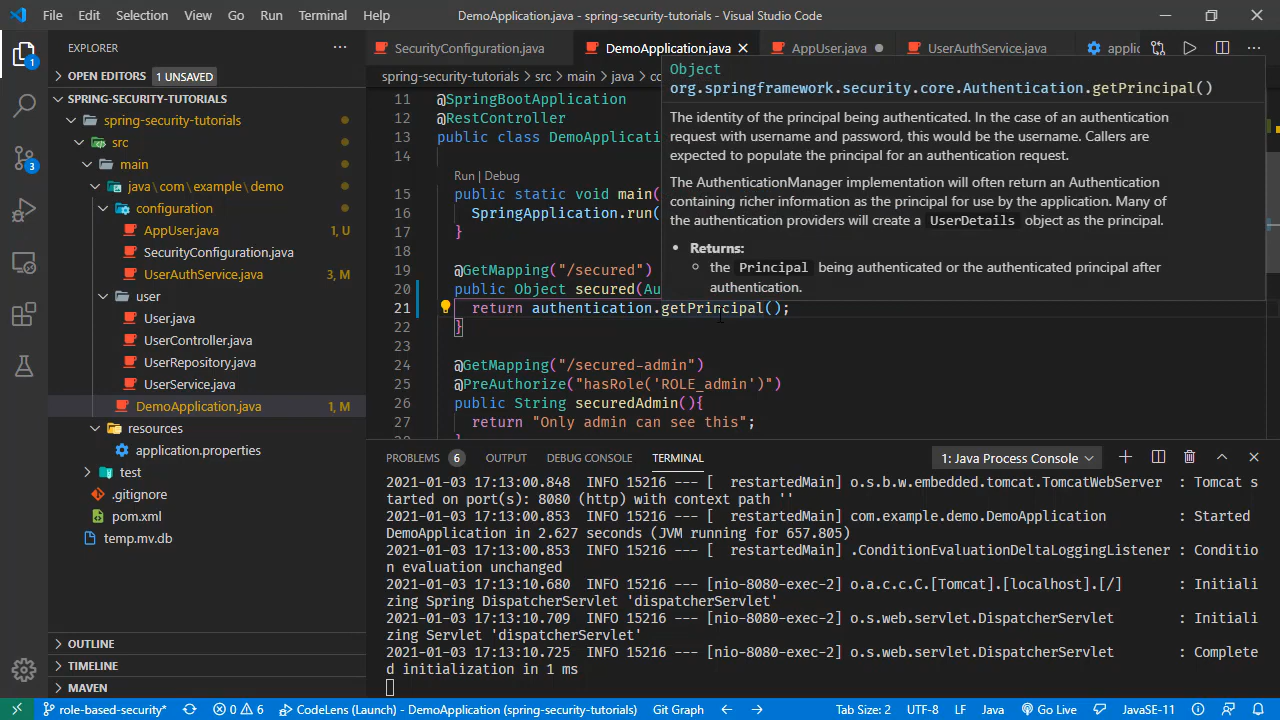 File Edit Selection View Go Run Terminal Help DemoApplication.java - spring-security-tutorials - Visual Studio Code
EXPLORER
OPEN EDITORS 1 UNSAVED
SPRING-SECURITY-TUTORIALS
spring-security-tutorials
src
main
java\com\example\demo
configuration
AppUser.java 1, U
SecurityConfiguration.java
UserAuthService.java 3, M
user
User.java
UserController.java
UserRepository.java
UserService.java
DemoApplication.java 1, M
resources
application.properties
test
.gitignore
pom.xml
temp.mv.db
OUTLINE
TIMELINE
MAVEN
1
3
SecurityConfiguration.java DemoApplication.java AppUser.java UserAuthService.java applic
spring-security-tutorials > src > main > java > co
11 @SpringBootApplication
12 @RestController
13 public class DemoApplicati
14
Run | Debug
15 public static void main(
16 SpringApplication.run(
17 }
18
19 @GetMapping("/secured")
20 public Object secured(Au
21 return authentication.getPrincipal();
22 }
23
24 @GetMapping("/secured-admin")
25 @PreAuthorize("hasRole('ROLE_admin')")
26 public String securedAdmin(){
27 return "Only admin can see this";
Object
org.springframework.security.core.Authentication.getPrincipal()
The identity of the principal being authenticated. In the case of an authentication
request with username and password, this would be the username. Callers are
expected to populate the principal for an authentication request.
The AuthenticationManager implementation will often return an Authentication
containing richer information as the principal for use by the application. Many of
the authentication providers will create a UserDetails object as the principal.
• Returns:
○ the Principal being authenticated or the authenticated principal after
authentication.
PROBLEMS 6 OUTPUT DEBUG CONSOLE TERMINAL 1: Java Process Console
2021-01-03 17:13:00.848 INFO 15216 --- [ restartedMain] o.s.b.w.embedded.tomcat.TomcatWebServer : Tomcat s
tarted on port(s): 8080 (http) with context path ''
2021-01-03 17:13:00.853 INFO 15216 --- [ restartedMain] com.example.demo.DemoApplication : Started
DemoApplication in 2.627 seconds (JVM running for 657.805)
2021-01-03 17:13:00.853 INFO 15216 --- [ restartedMain] .ConditionEvaluationDeltaLoggingListener : Conditio
n evaluation unchanged
2021-01-03 17:13:10.680 INFO 15216 --- [nio-8080-exec-2] o.a.c.c.C.[Tomcat].[localhost].[/] : Initiali
zing Spring DispatcherServlet 'dispatcherServlet'
2021-01-03 17:13:10.709 INFO 15216 --- [nio-8080-exec-2] o.s.web.servlet.DispatcherServlet : Initiali
zing Servlet 'dispatcherServlet'
2021-01-03 17:13:10.725 INFO 15216 --- [nio-8080-exec-2] o.s.web.servlet.DispatcherServlet : Complete
d initialization in 1 ms
role-based-security* 0 6 CodeLens (Launch) - DemoApplication (spring-security-tutorials) Git Graph Tab Size: 2 UTF-8 LF Java Go Live JavaSE-11